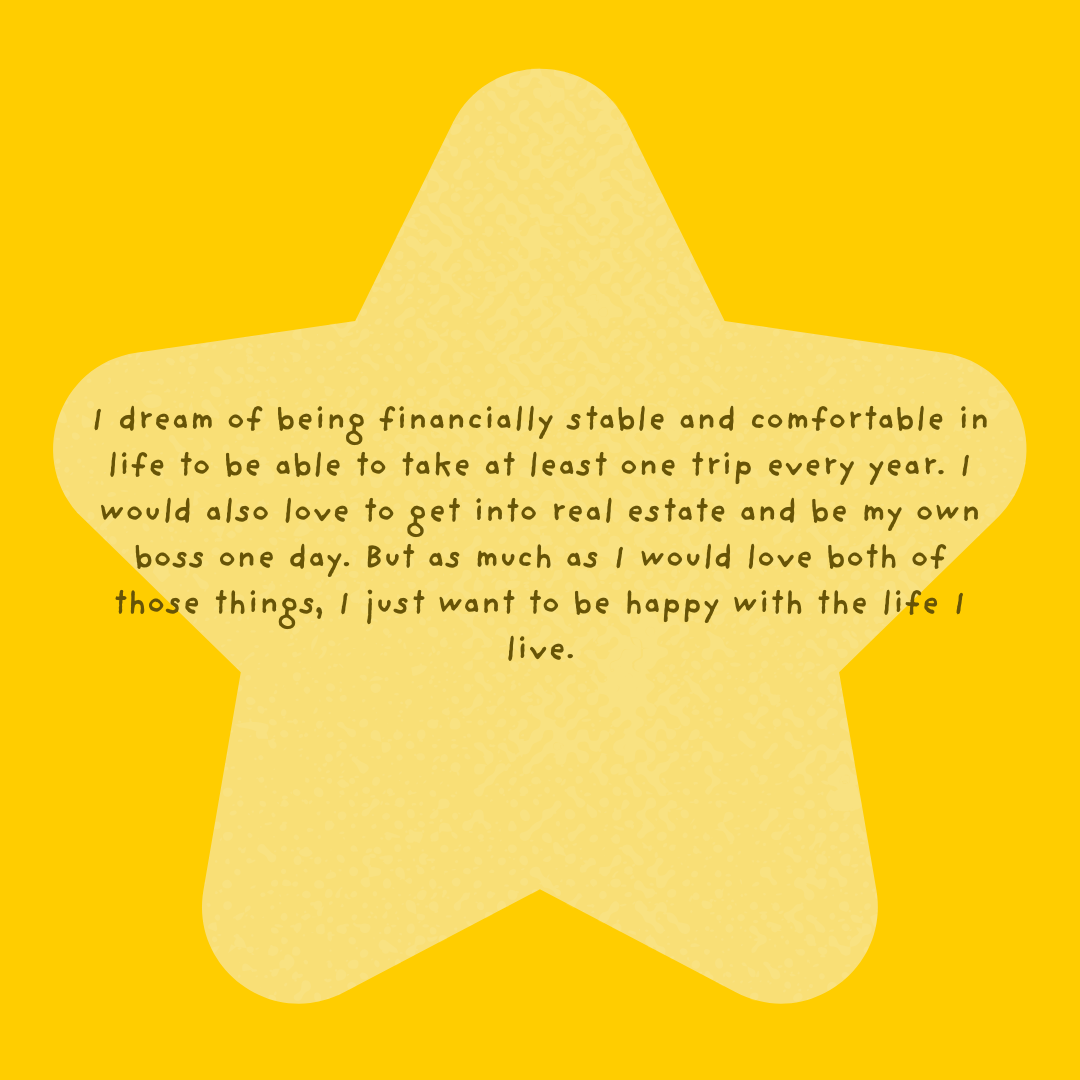 I dream of being financially stable and comfortable in
life to be able to take at least one trip every year. I
would also love to get into real estate and be my own
boss one day. But as much as I would love both of
those things, I just want to be happy with the life I
live.